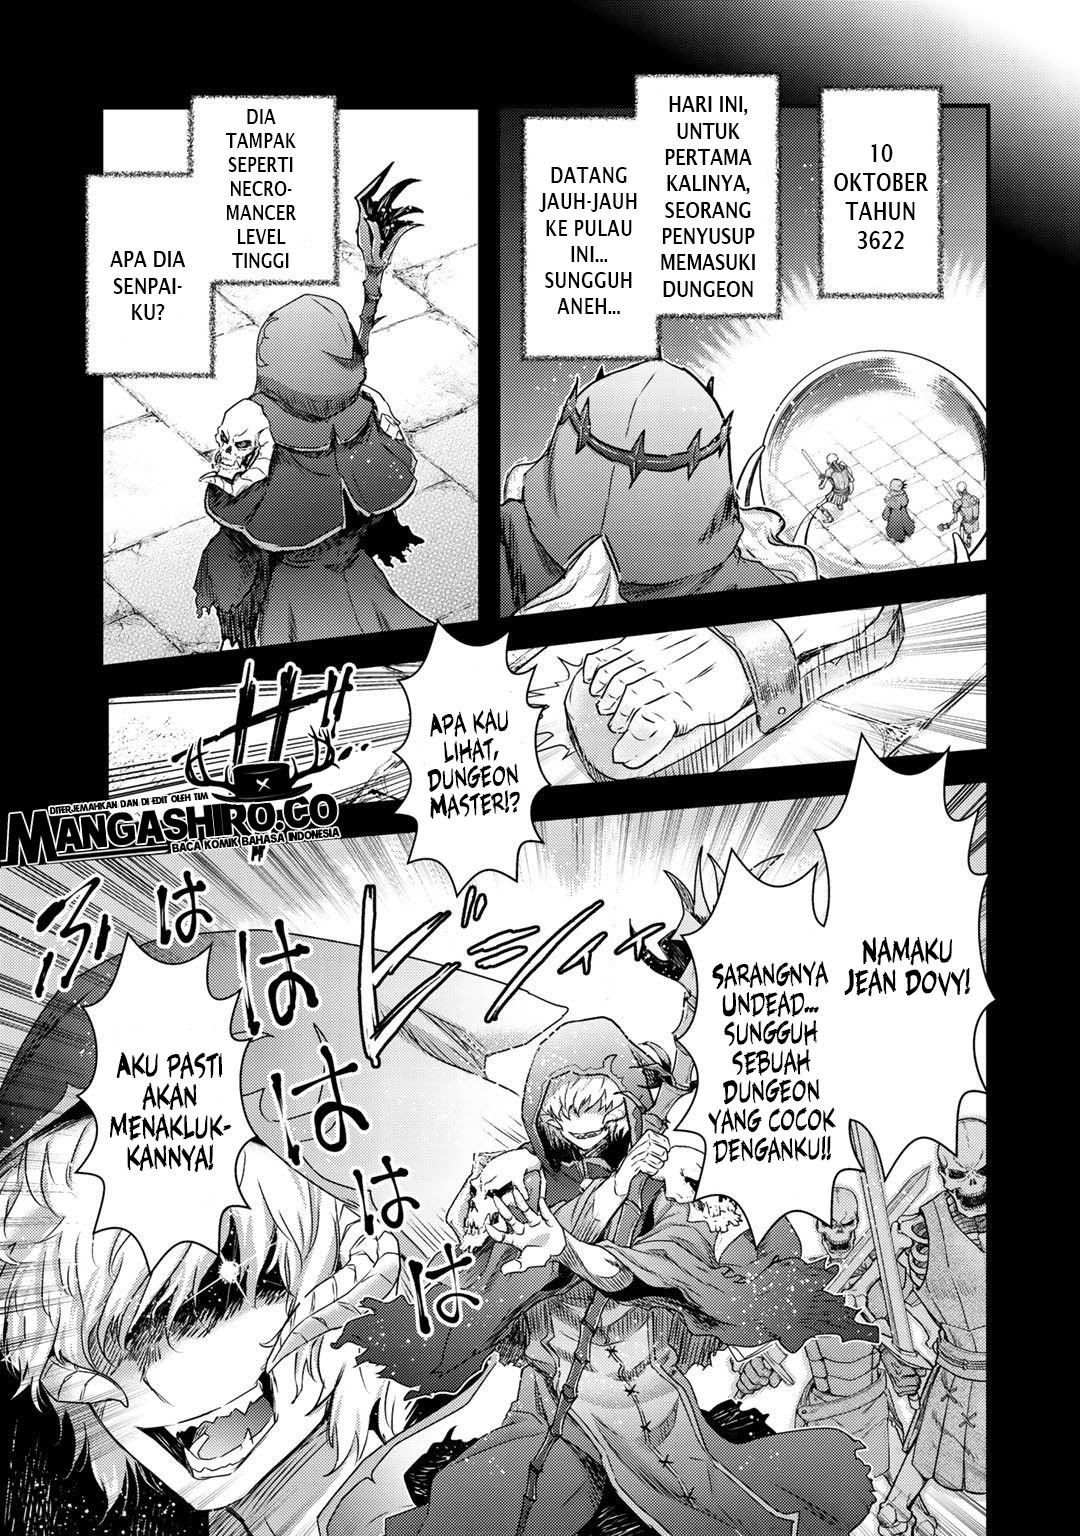 10
OKTOBER
TAHUN
3622
HARI INI,
UNTUK
PERTAMA
KALINYA,
SEORANG
PENYUSUP
MEMASUKI
DUNGEON
DATANG
JAUH-JAUH
KE PULAU
INI...
SUNGGUH
ANEH...
DIA
TAMPAK
SEPERTI
NECRO-
MANCER
LEVEL
TINGGI
APA DIA
SENPAI-
KU?
APA KAU
LIHAT,
DUNGEON
MASTER!?
DITERJEMAHKAN DAN DI EDIT OLEH TIM
MANGASHIRO.CO
BACA KOMIK BAHASA INDONESIA
NAMAKU
JEAN DOVY!
SARANGNYA
UNDEAD...
SUNGGUH
SEBUAH
DUNGEON
YANG COCOK
DENGANKU!!
ビシィィ
AKU PASTI
AKAN
MENAKLUK-
KANNYA!
ふは
はははははは